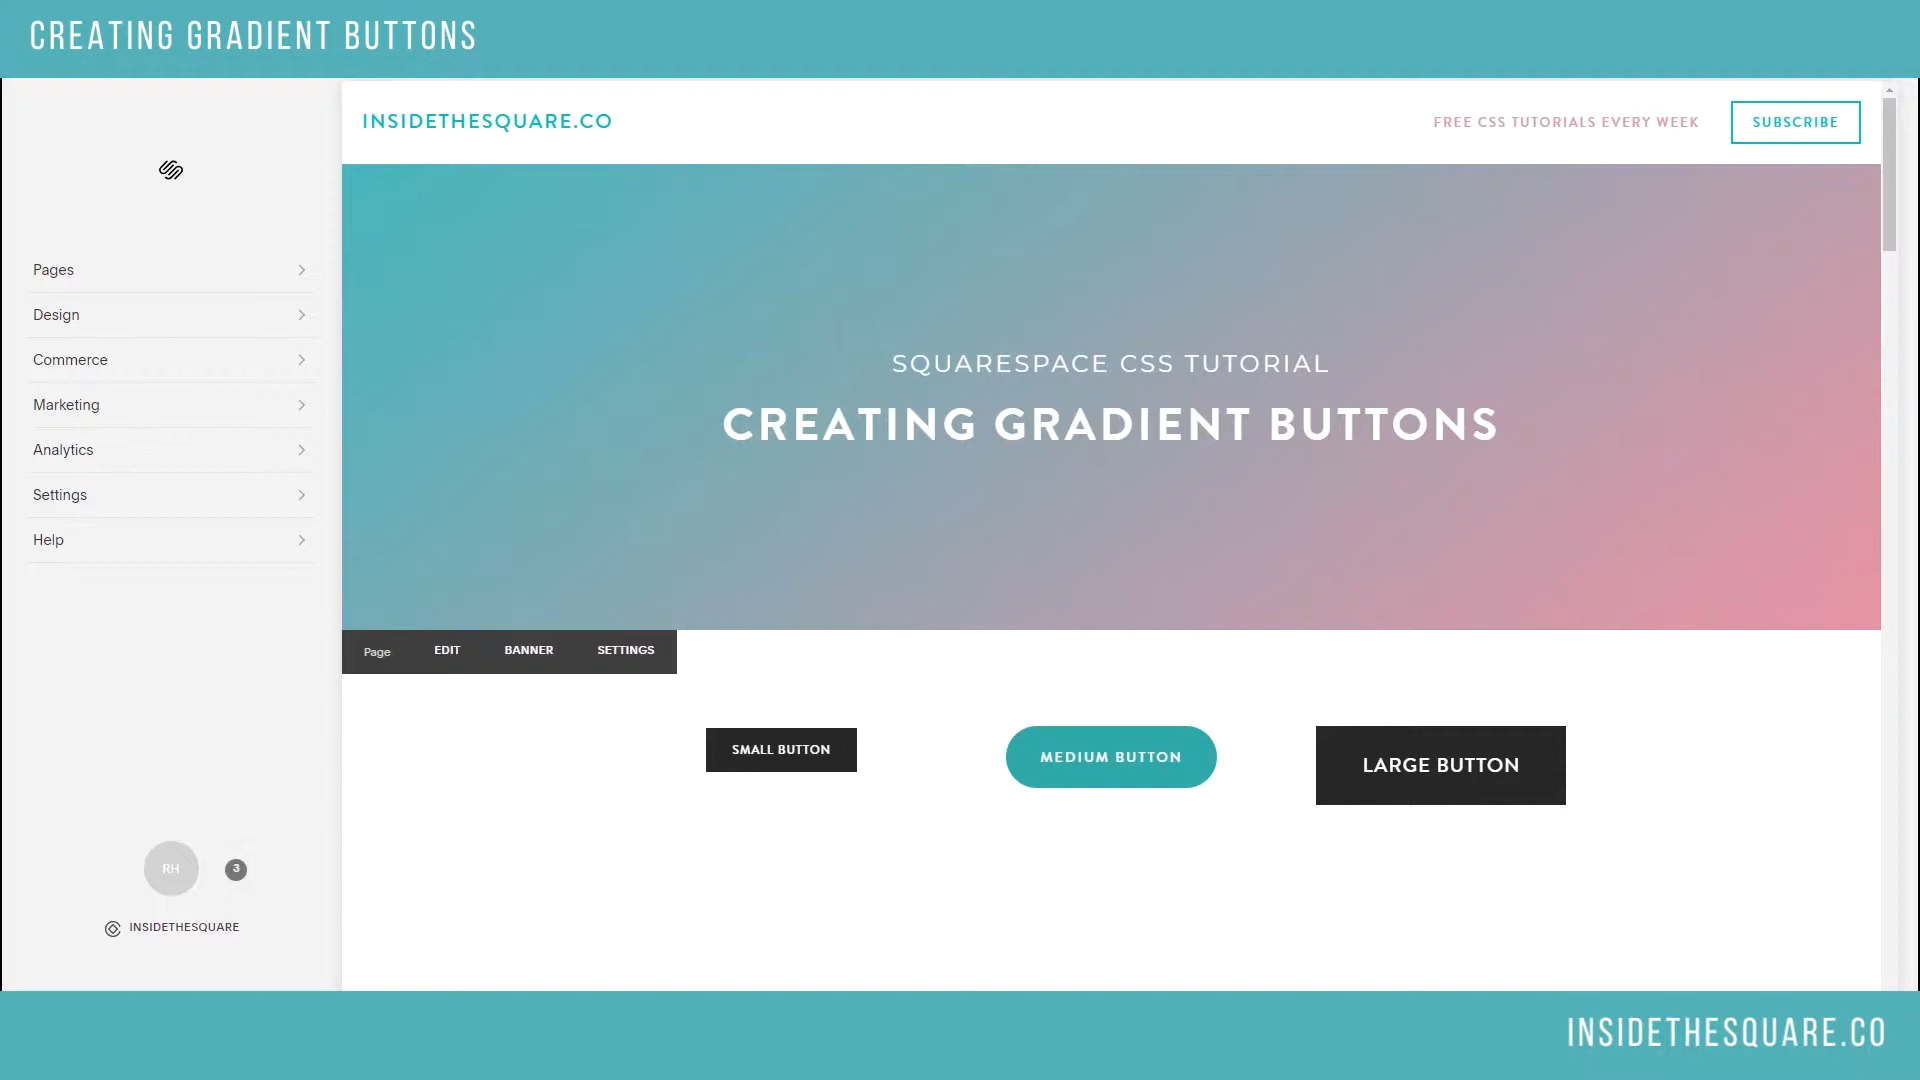 CREATING GRADIENT BUTTONS
INSIDETHESQUARE.CO
FREE CSS TUTORIALS EVERY WEEK
SUBSCRIBE
Pages
Design
Commerce
Marketing
Analytics
Settings
Help
SQUARESPACE CSS TUTORIAL
CREATING GRADIENT BUTTONS
Page
EDIT
BANNER
SETTINGS
SMALL BUTTON
MEDIUM BUTTON
LARGE BUTTON
RH
3
INSIDETHESQUARE
INSIDETHESQUARE.CO